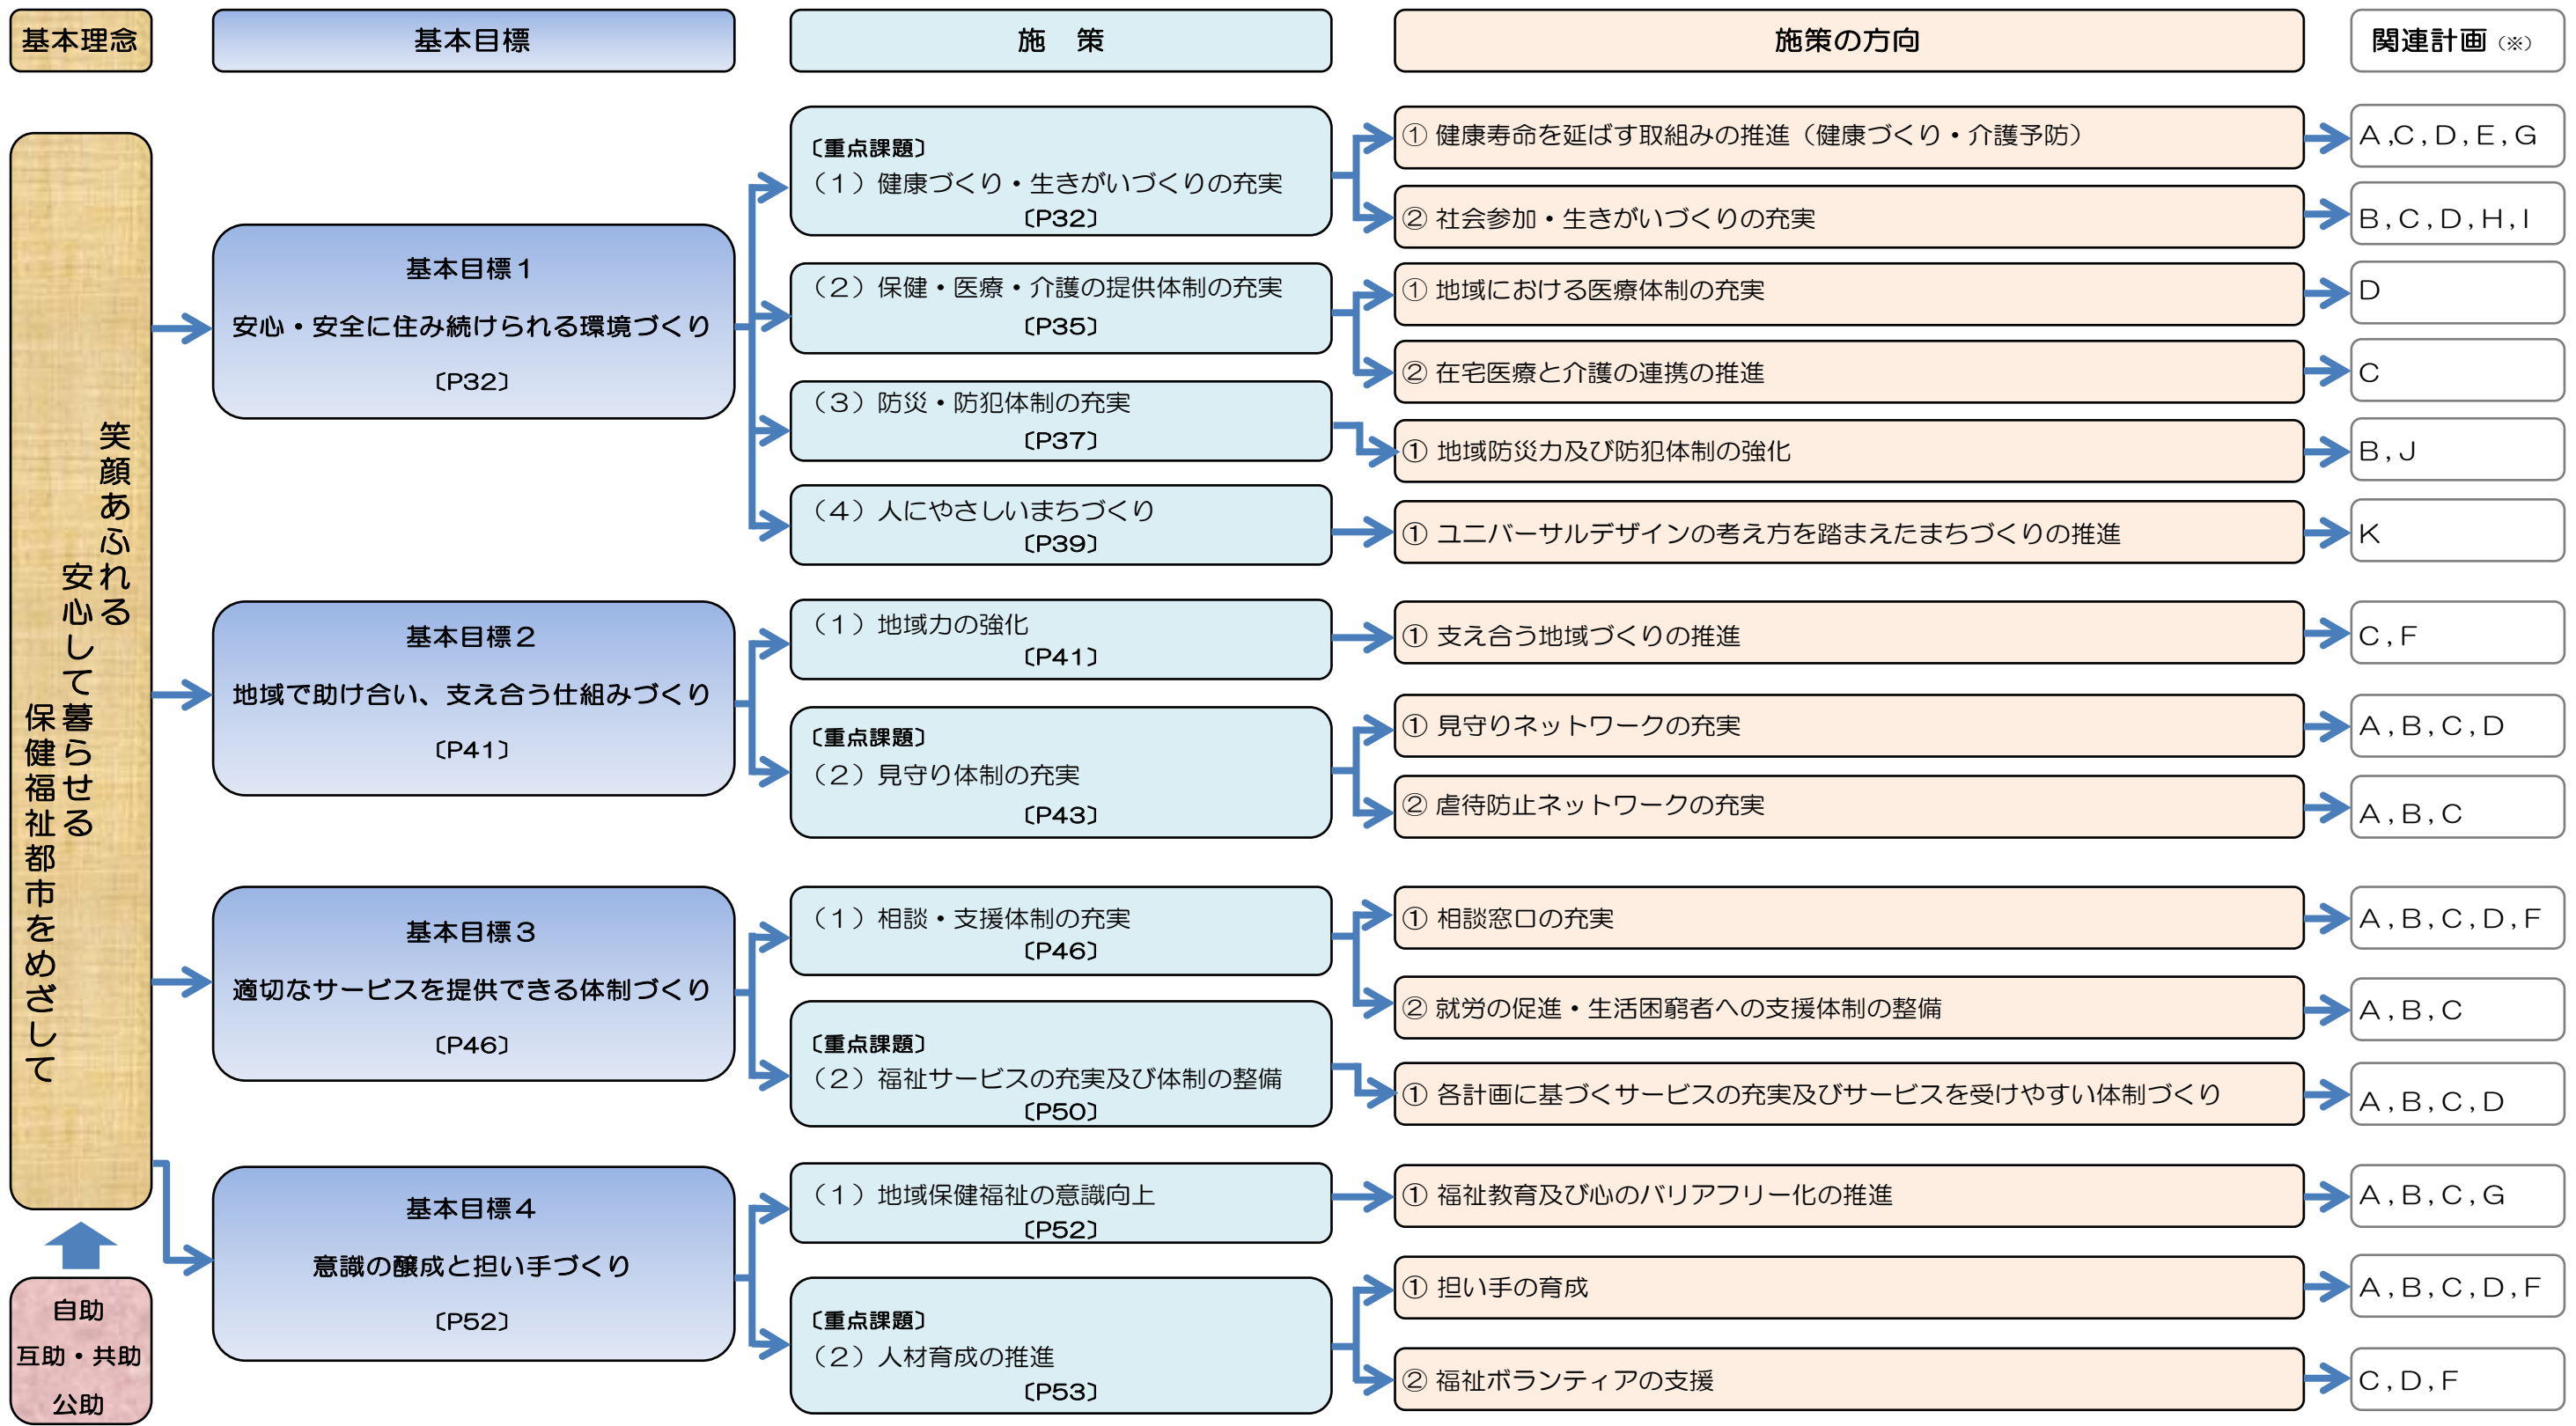 基本理念
基本目標
施　策
施策の方向
関連計画（※）
笑顔あふれる
安心して暮らせる
保健福祉都市をめざして
自助
互助・共助
公助
基本目標１
安心・安全に住み続けられる環境づくり
〔P32〕
〔重点課題〕
（１）健康づくり・生きがいづくりの充実
〔P32〕
① 健康寿命を延ばす取組みの推進（健康づくり・介護予防）
A,C,D,E,G
② 社会参加・生きがいづくりの充実
B,C,D,H,I
（２）保健・医療・介護の提供体制の充実
〔P35〕
① 地域における医療体制の充実
D
② 在宅医療と介護の連携の推進
C
（３）防災・防犯体制の充実
〔P37〕
① 地域防災力及び防犯体制の強化
B,J
（４）人にやさしいまちづくり
〔P39〕
① ユニバーサルデザインの考え方を踏まえたまちづくりの推進
K
基本目標２
地域で助け合い、支え合う仕組みづくり
〔P41〕
（１）地域力の強化
〔P41〕
① 支え合う地域づくりの推進
C,F
〔重点課題〕
（２）見守り体制の充実
〔P43〕
① 見守りネットワークの充実
A,B,C,D
② 虐待防止ネットワークの充実
A,B,C
基本目標３
適切なサービスを提供できる体制づくり
〔P46〕
（１）相談・支援体制の充実
〔P46〕
① 相談窓口の充実
A,B,C,D,F
② 就労の促進・生活困窮者への支援体制の整備
A,B,C
〔重点課題〕
（２）福祉サービスの充実及び体制の整備
〔P50〕
① 各計画に基づくサービスの充実及びサービスを受けやすい体制づくり
A,B,C,D
基本目標４
意識の醸成と担い手づくり
〔P52〕
（１）地域保健福祉の意識向上
〔P52〕
① 福祉教育及び心のバリアフリー化の推進
A,B,C,G
〔重点課題〕
（２）人材育成の推進
〔P53〕
① 担い手の育成
A,B,C,D,F
② 福祉ボランティアの支援
C,D,F